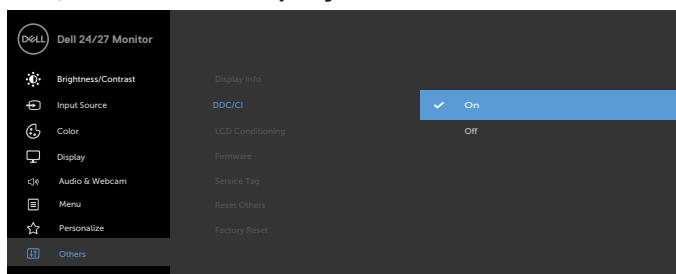 DELL Dell 24/27 Monitor
Brightness/Contrast
Input Source
Color
Display
Audio & Webcam
Menu
Personalize
Others
Display Info
DDC/CI
LCD Conditioning
Firmware
Service Tag
Reset Others
Factory Reset
On
Off